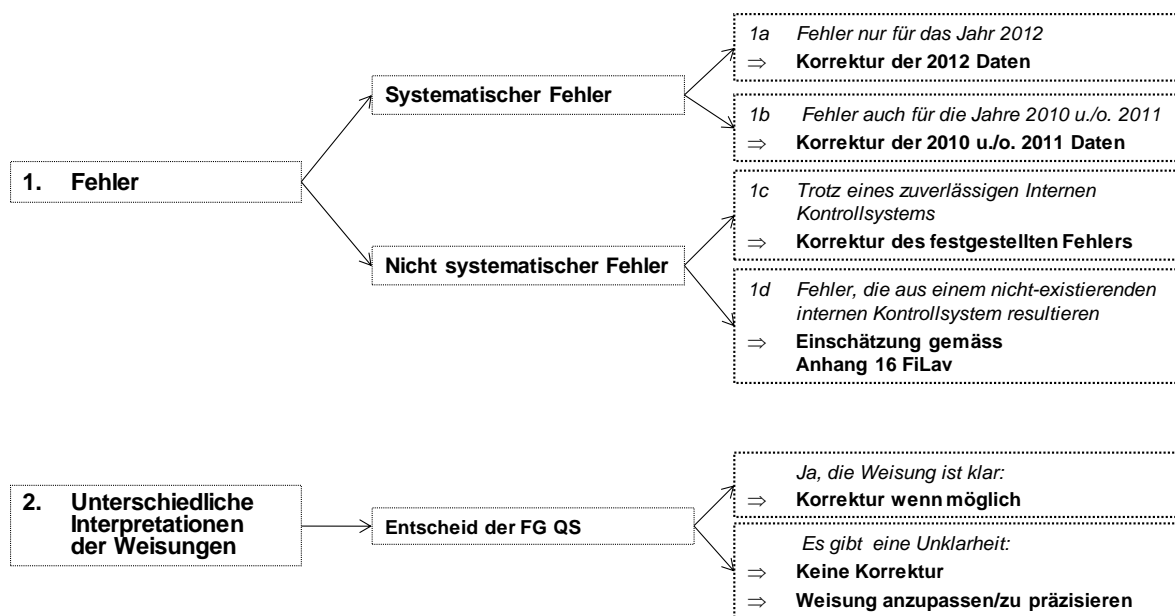 1a Fehler nur für das Jahr 2012
⇒ Korrektur der 2012 Daten
Systematischer Fehler
1b Fehler auch für die Jahre 2010 u./o. 2011
⇒ Korrektur der 2010 u./o. 2011 Daten
1. Fehler
1c Trotz eines zuverlässigen Internen
Kontrollsystems
⇒ Korrektur des festgestellten Fehlers
Nicht systematischer Fehler
1d Fehler, die aus einem nicht-existierenden
internen Kontrollsystem resultieren
⇒ Einschätzung gemäss
Anhang 16 FiLav
2. Unterschiedliche
Interpretationen
der Weisungen
Entscheid der FG QS
Ja, die Weisung ist klar:
⇒ Korrektur wenn möglich
Es gibt eine Unklarheit:
⇒ Keine Korrektur
⇒ Weisung anzupassen/zu präzisieren